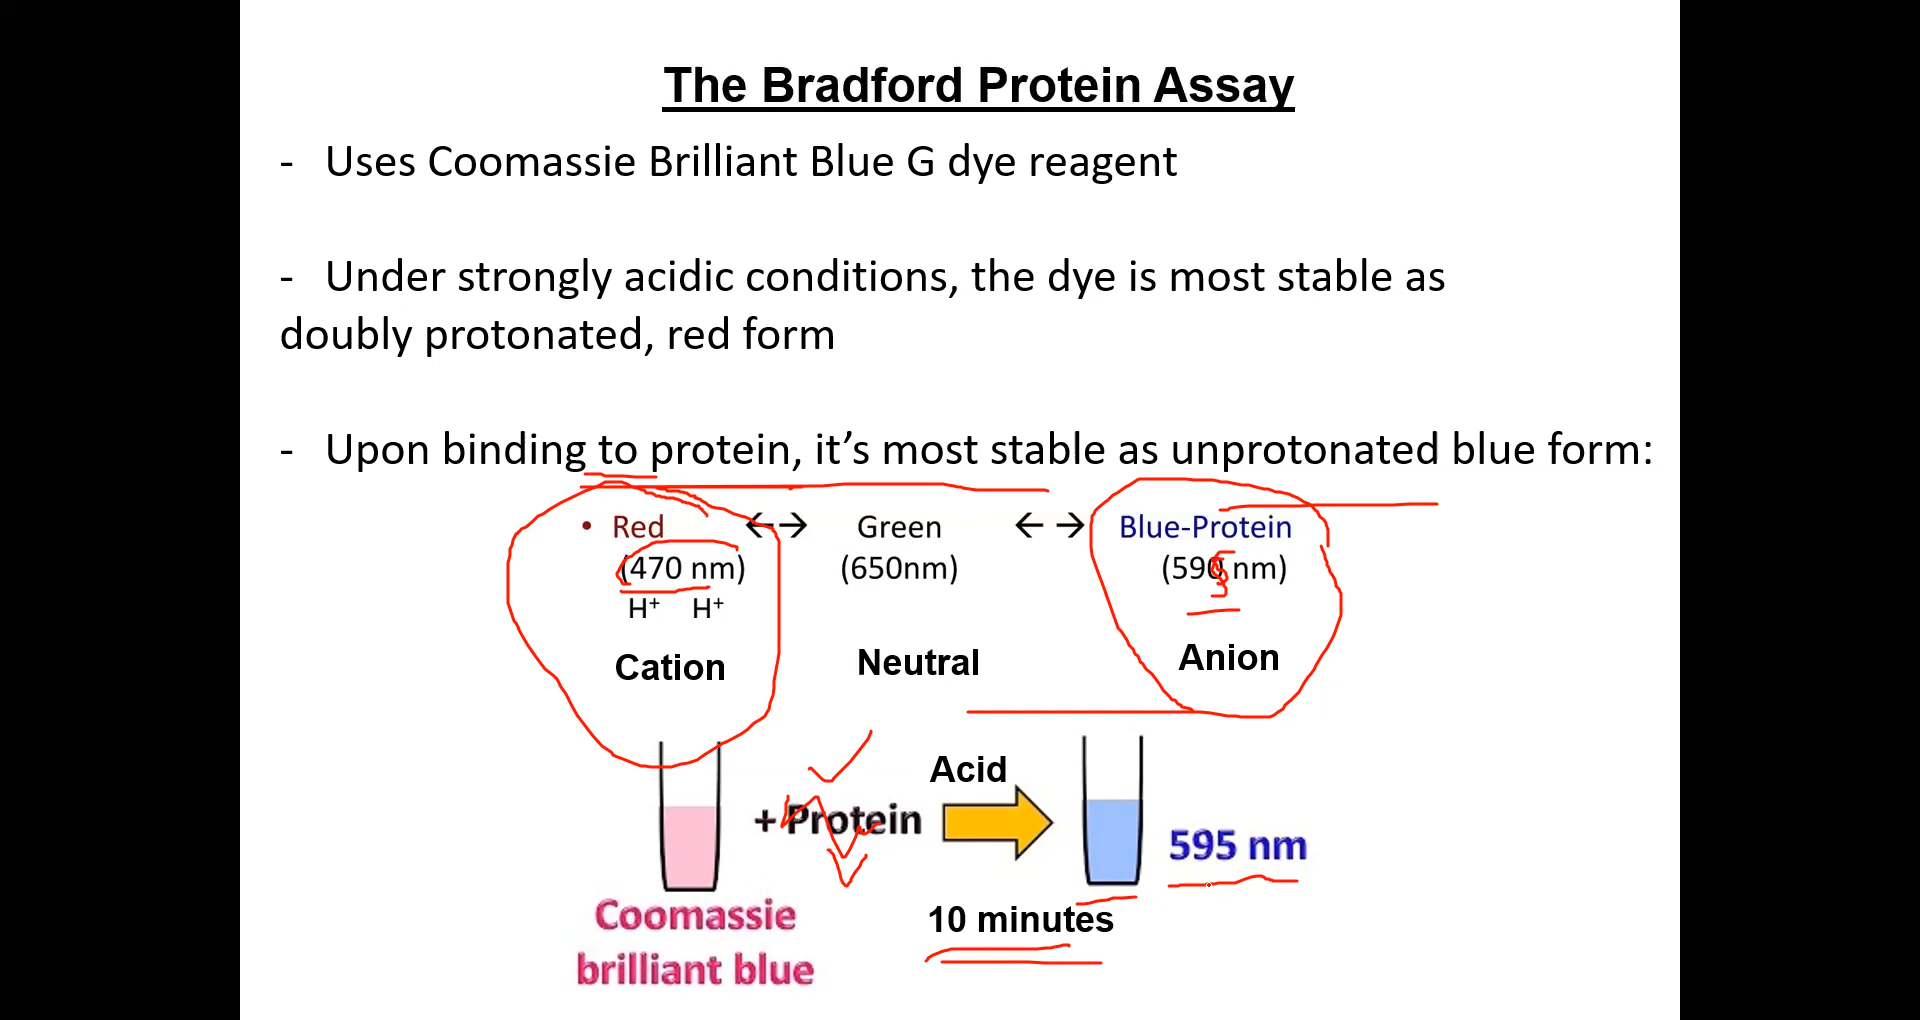 The Bradford Protein Assay
- Uses Coomassie Brilliant Blue G dye reagent
- Under strongly acidic conditions, the dye is most stable as
doubly protonated, red form
- Upon binding to protein, it’s most stable as unprotonated blue form:
• Red ←→ Green ← → Blue-Protein
(470 nm) (650nm) (590 nm)
H⁺ H⁺
Cation Neutral Anion
Acid
+ Protein
595 nm
Coomassie
brilliant blue
10 minutes